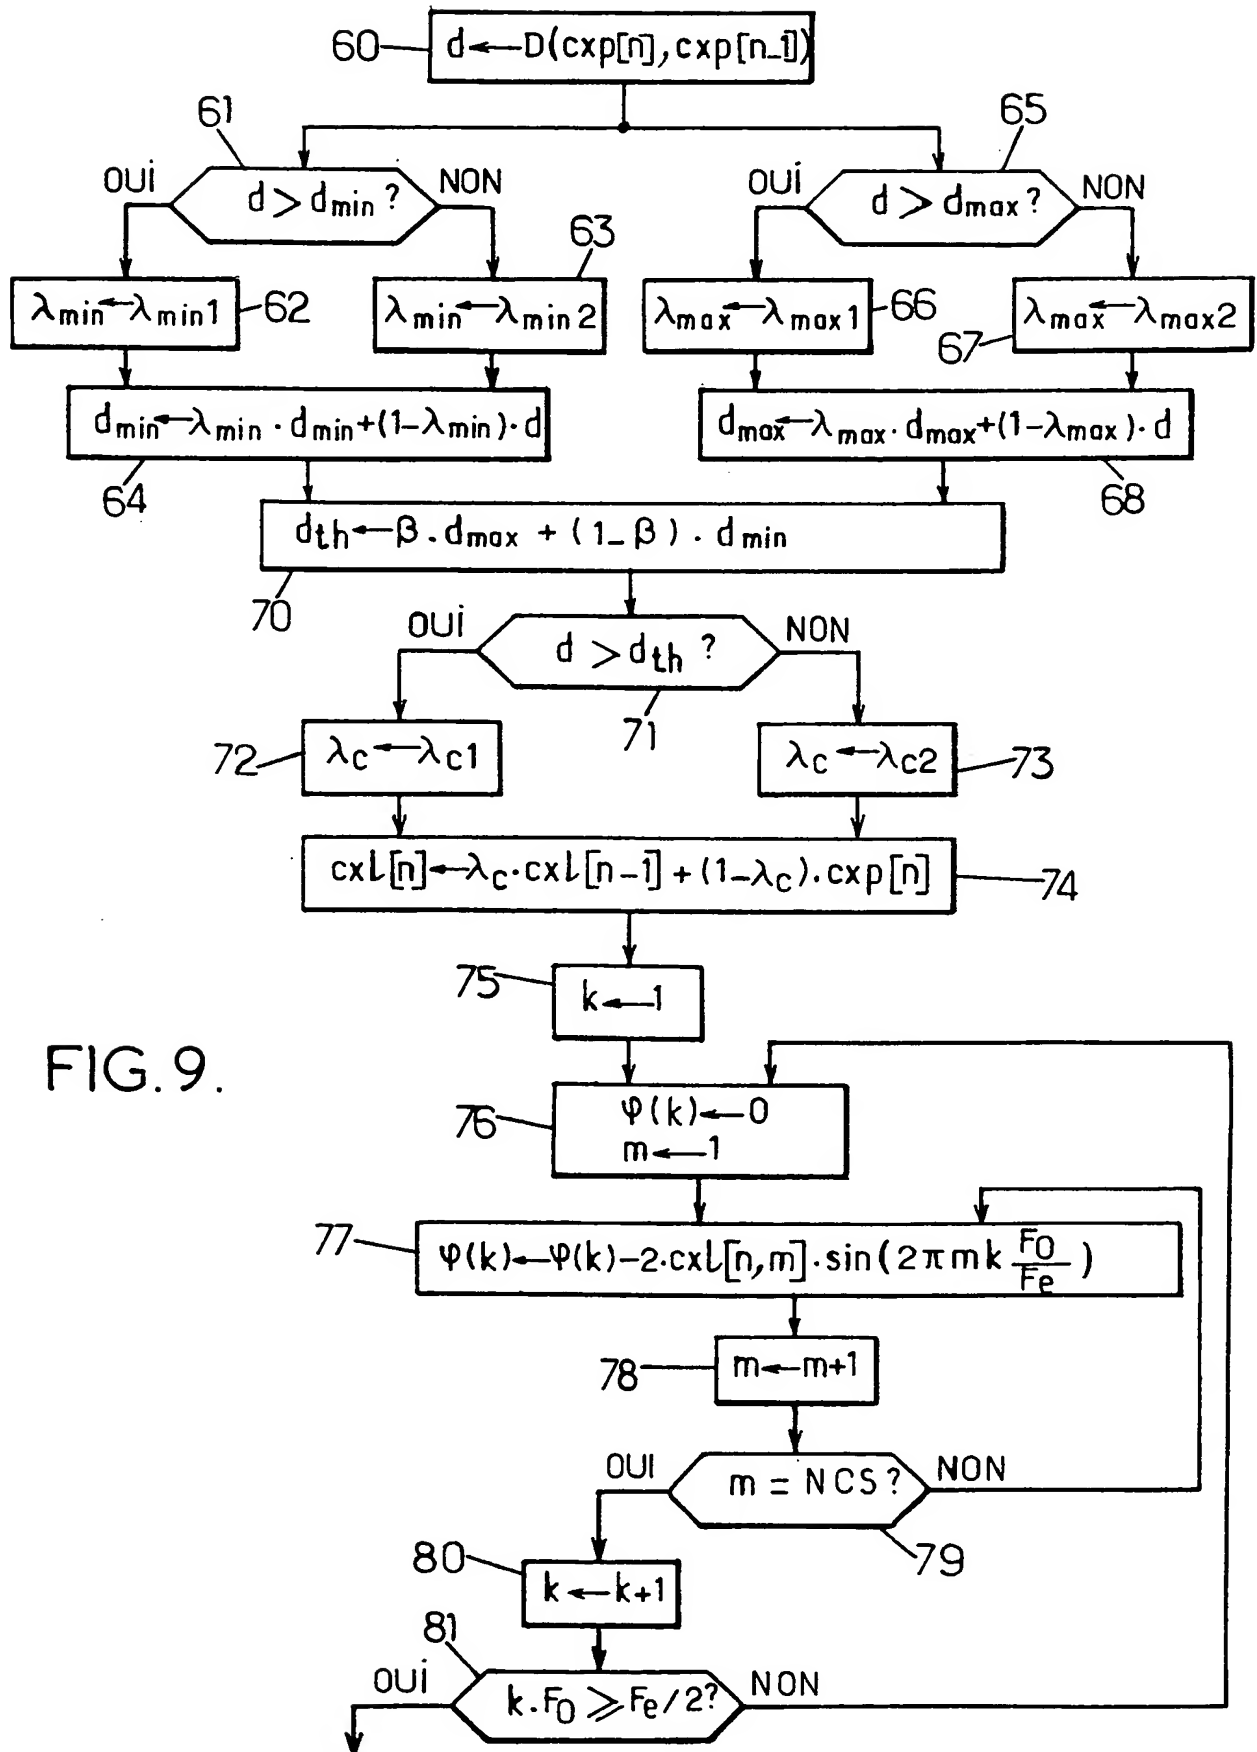 60
d←D(cxp[n],cxp[n-1])
61
65
OUi
d > dmin ?
NON
OUi
d > dmax ?
NON
63
λmin←λmin1
62
λmin←λmin2
λmax←λmax1
66
67
λmax←λmax2
dmin←λmin · dmin+(1-λmin) · d
dmax←λmax · dmax+(1-λmax) · d
64
68
dth←β . dmax + (1-β) . dmin
70
OUi
d > dth ?
NON
71
72
λc←λc1
λc←λc2
73
cxl[n]←λc·cxl[n-1] + (1-λc).cxp[n]
74
75
k←1
FIG. 9.
76
φ(k)←0
m←1
77
φ(k)←φ(k)-2·cxl[n,m]·sin(2πmk F0/Fe)
78
m←m+1
OUI
m = NCS ?
NON
79
80
k←k+1
81
OUi
k.F0 ⩾ Fe/2?
NON